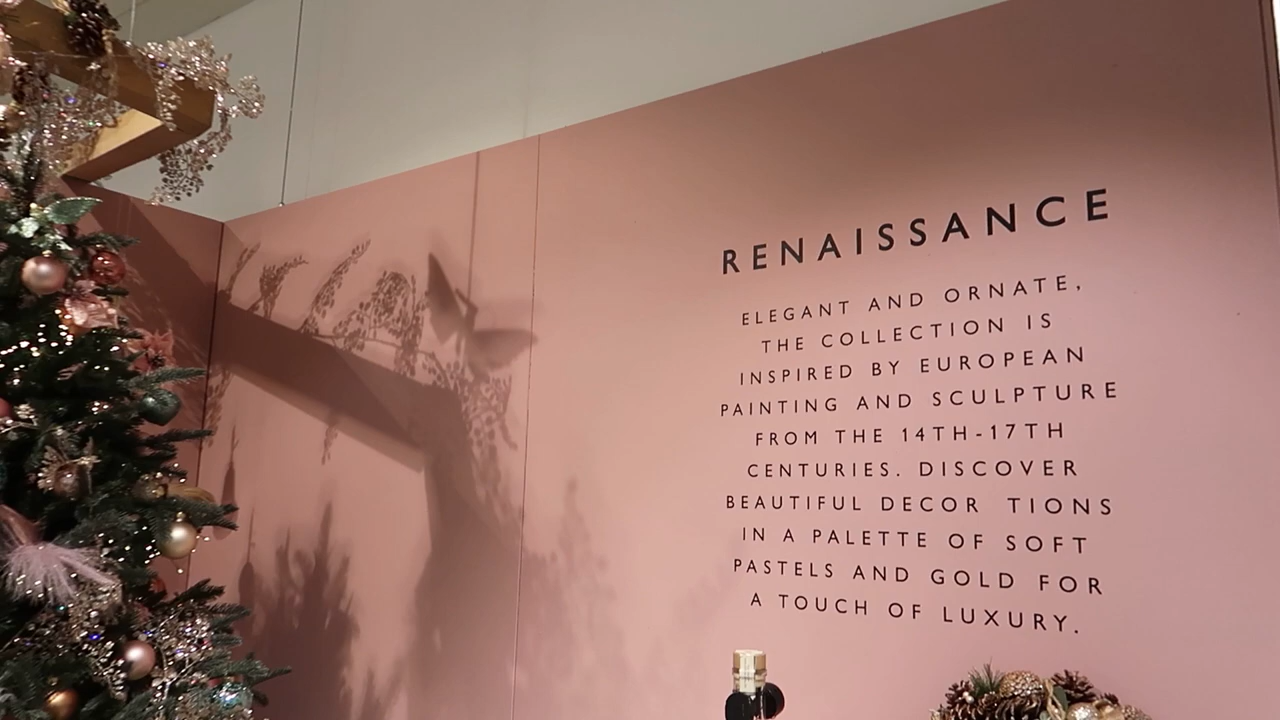 RENAISSANCE
ELEGANT AND ORNATE,
THE COLLECTION IS
INSPIRED BY EUROPEAN
PAINTING AND SCULPTURE
FROM THE 14TH-17TH
CENTURIES. DISCOVER
BEAUTIFUL DECOR TIONS
IN A PALETTE OF SOFT
PASTELS AND GOLD FOR
A TOUCH OF LUXURY.